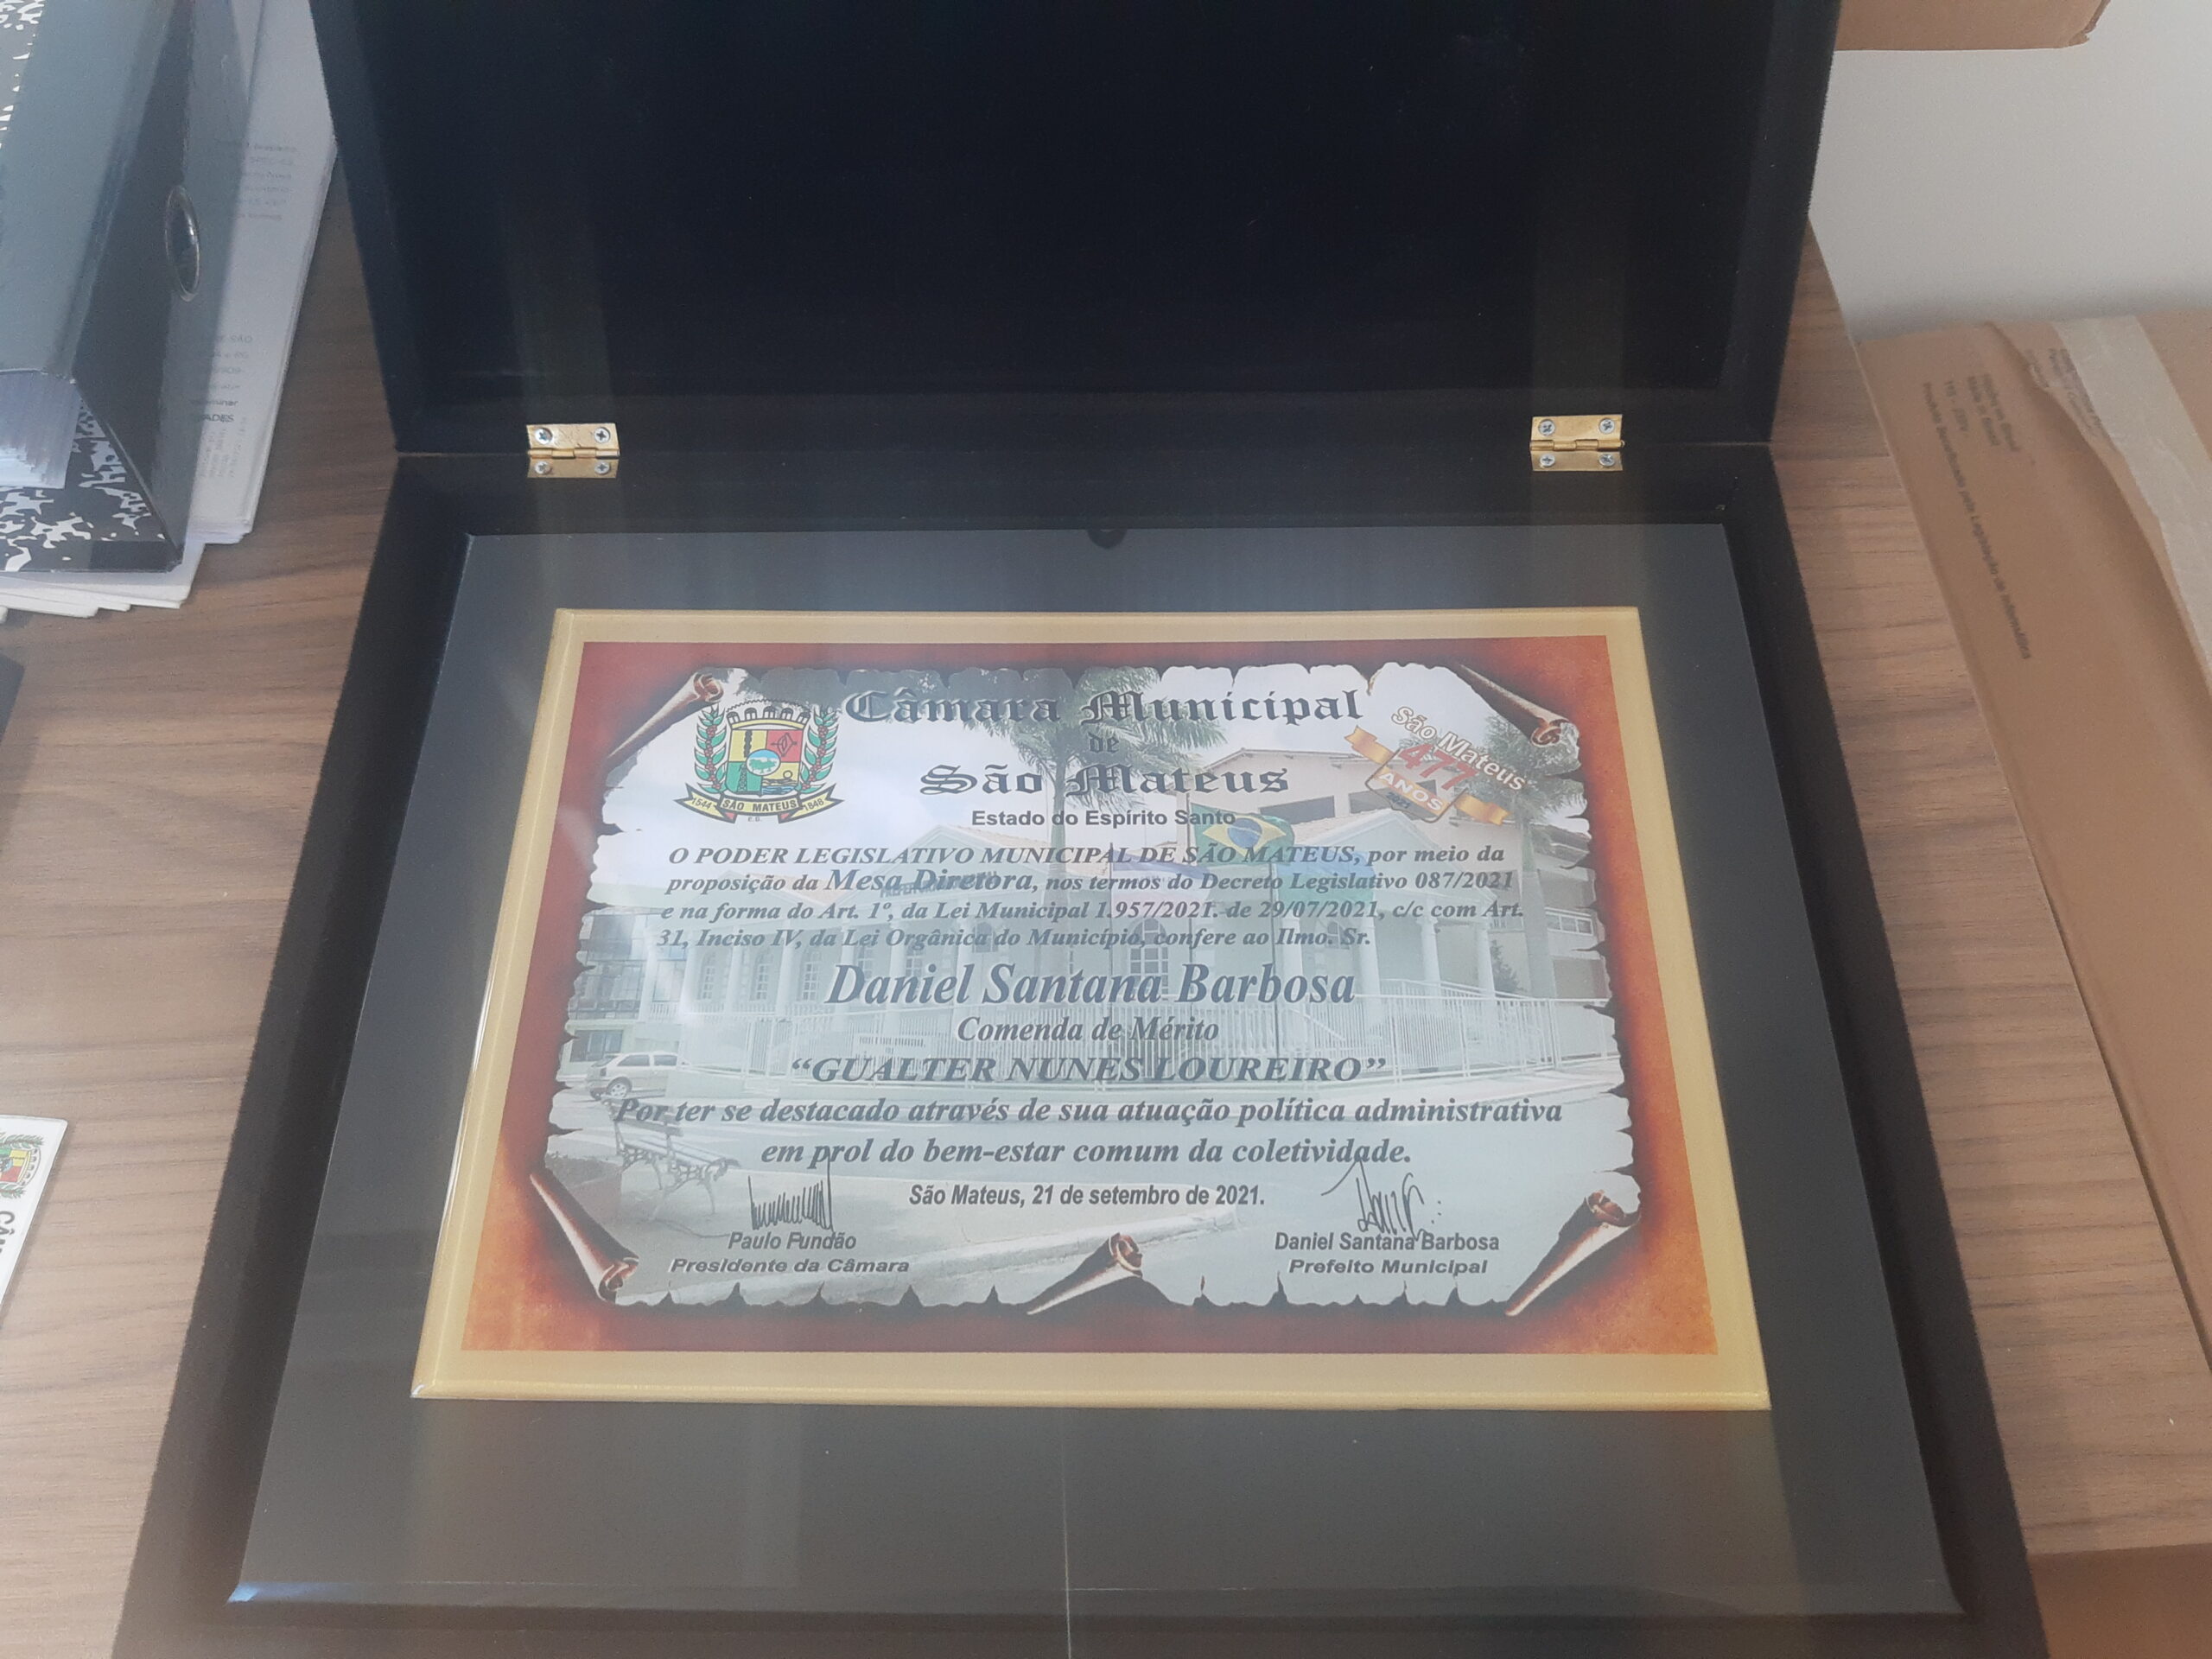 Câmara Municipal
de
São Mateus
Estado do Espírito Santo
1544 SÃO MATEUS 1848
E.S.
São Mateus
477
ANOS
2021
O PODER LEGISLATIVO MUNICIPAL DE SÃO MATEUS, por meio da
proposição da Mesa Diretora, nos termos do Decreto Legislativo 087/2021
e na forma do Art. 1º, da Lei Municipal 1.957/2021. de 29/07/2021, c/c com Art.
31, Inciso IV, da Lei Orgânica do Município, confere ao Ilmo. Sr.
Daniel Santana Barbosa
Comenda de Mérito
“GUALTER NUNES LOUREIRO”
Por ter se destacado através de sua atuação política administrativa
em prol do bem-estar comum da coletividade.
São Mateus, 21 de setembro de 2021.
Paulo Fundão
Presidente da Câmara
Daniel Santana Barbosa
Prefeito Municipal